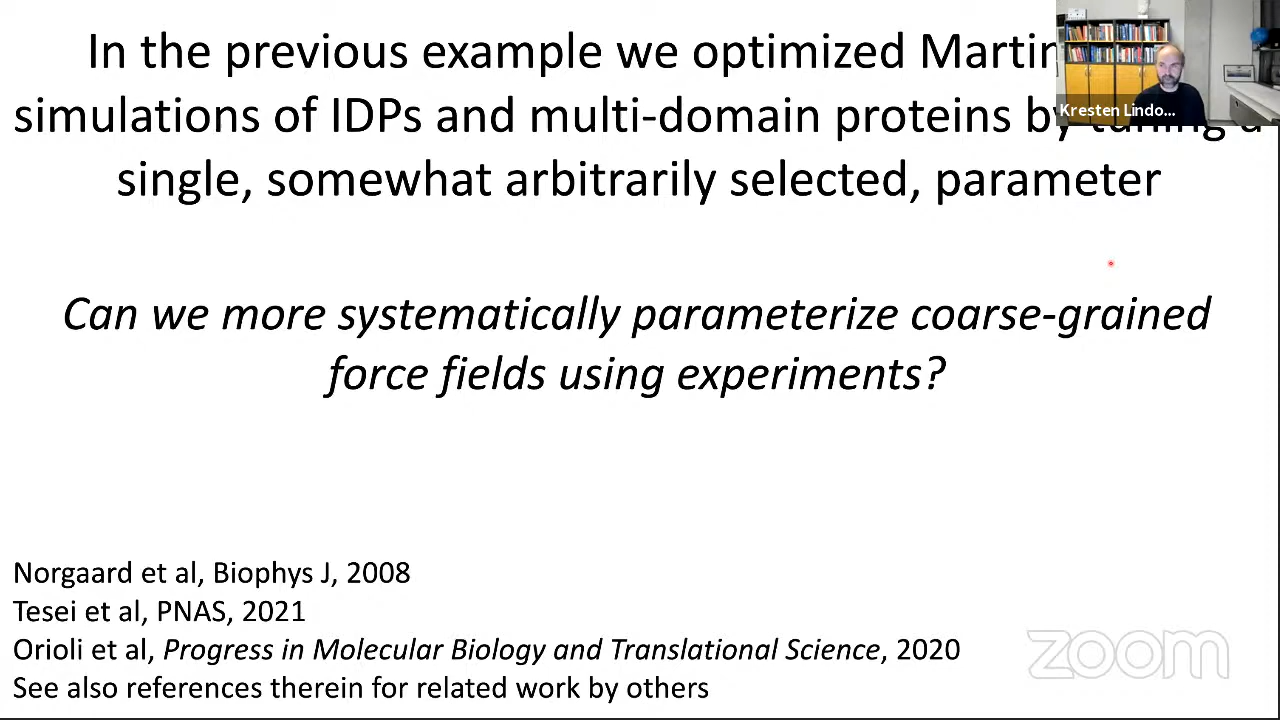 In the previous example we optimized Martin
simulations of IDPs and multi-domain proteins by tuning a
single, somewhat arbitrarily selected, parameter
Kresten Lindo...
Can we more systematically parameterize coarse-grained
force fields using experiments?
Norgaard et al, Biophys J, 2008
Tesei et al, PNAS, 2021
Orioli et al, Progress in Molecular Biology and Translational Science, 2020
See also references therein for related work by others
zoom